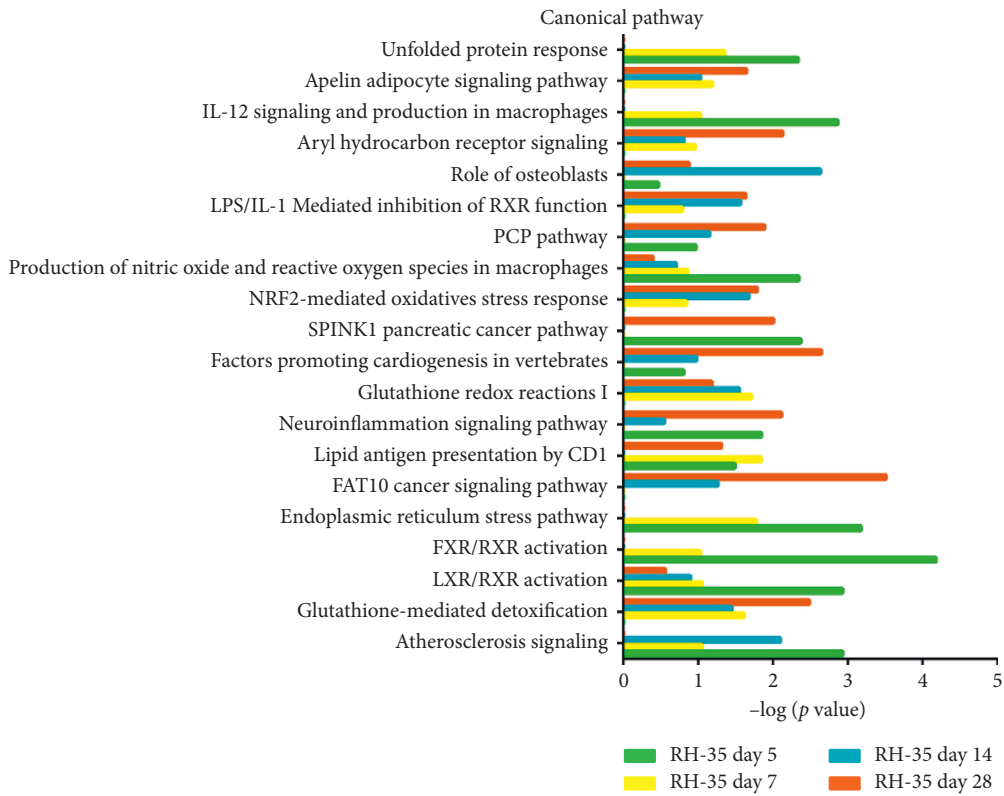 Canonical pathway
Unfolded protein response
Apelin adipocyte signaling pathway
IL-12 signaling and production in macrophages
Aryl hydrocarbon receptor signaling
Role of osteoblasts
LPS/IL-1 Mediated inhibition of RXR function
PCP pathway
Production of nitric oxide and reactive oxygen species in macrophages
NRF2-mediated oxidatives stress response
SPINK1 pancreatic cancer pathway
Factors promoting cardiogenesis in vertebrates
Glutathione redox reactions I
Neuroinflammation signaling pathway
Lipid antigen presentation by CD1
FAT10 cancer signaling pathway
Endoplasmic reticulum stress pathway
FXR/RXR activation
LXR/RXR activation
Glutathione-mediated detoxification
Atherosclerosis signaling
0 1 2 3 4 5
–log (p value)
RH-35 day 5 RH-35 day 14
RH-35 day 7 RH-35 day 28